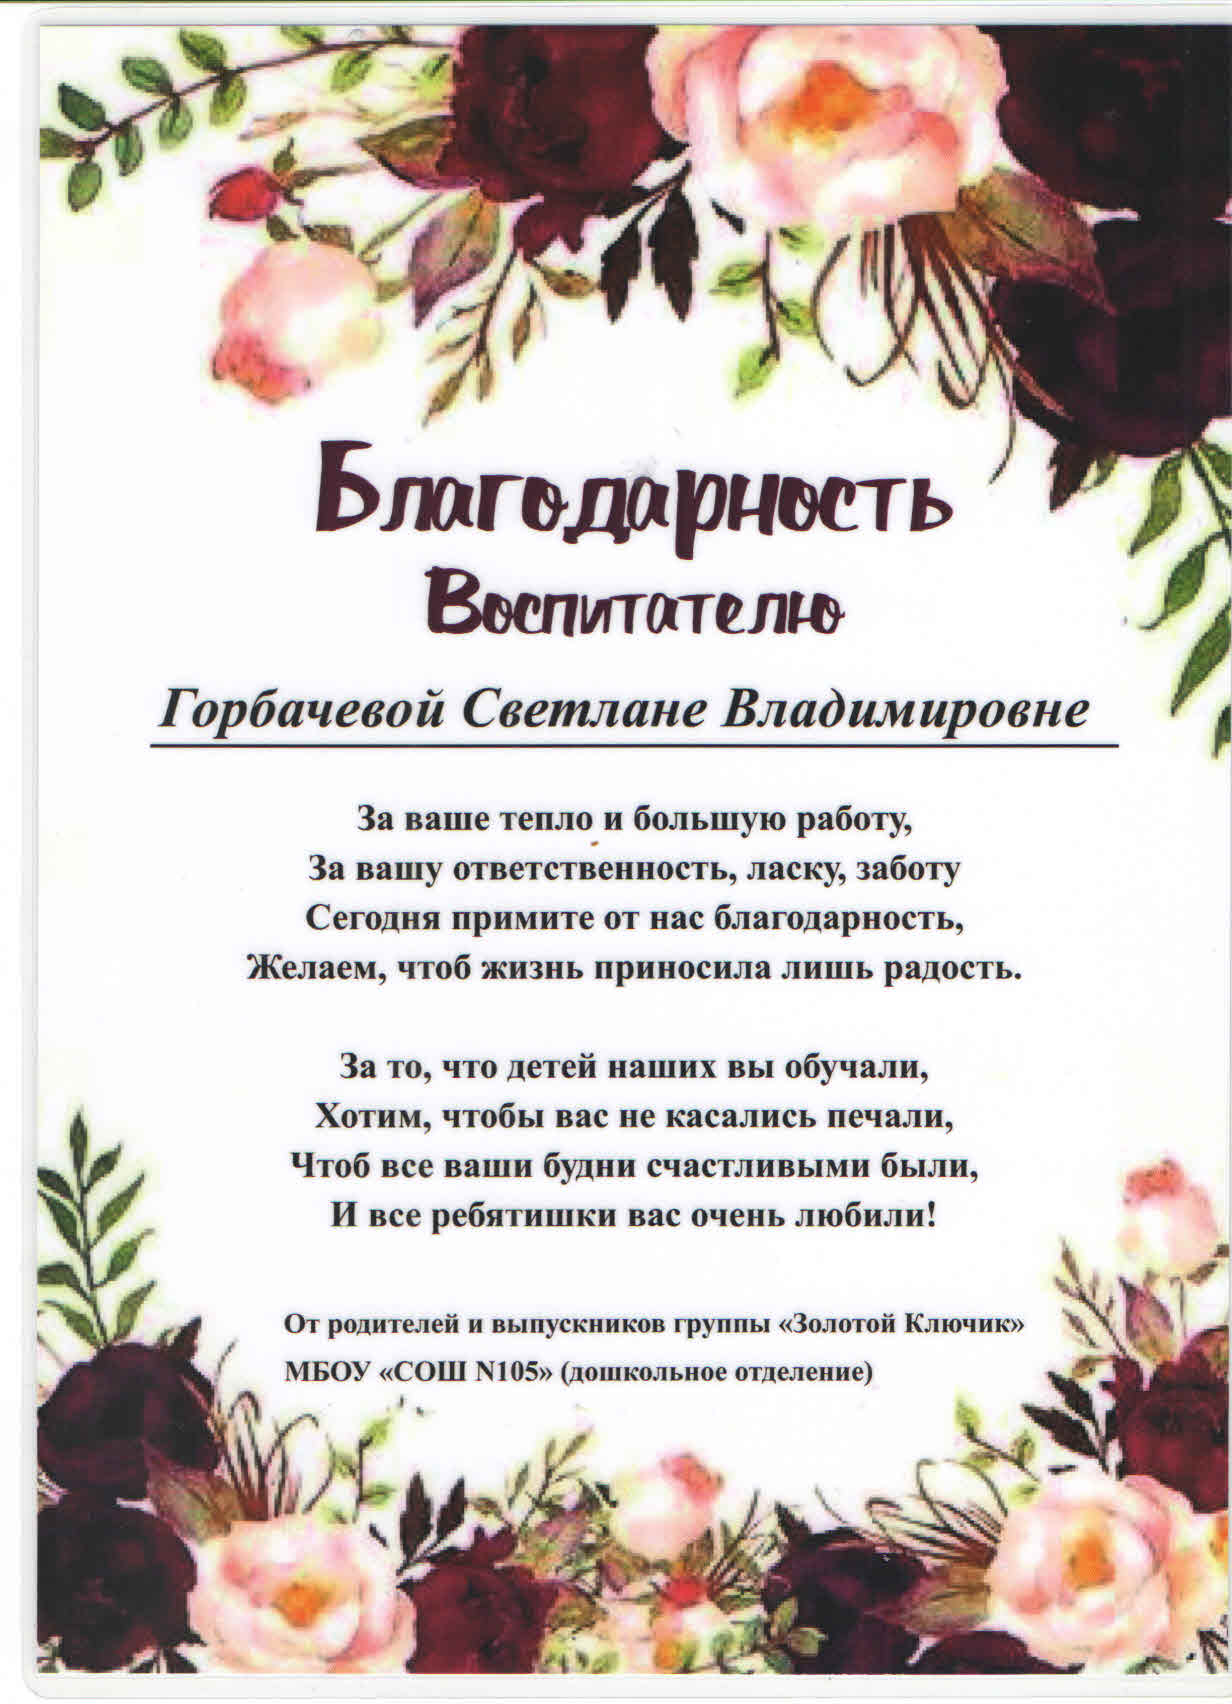 Благодарность
Воспитателю
Горбачевой Светлане Владимировне
За ваше тепло и большую работу,
За вашу ответственность, ласку, заботу
Сегодня примите от нас благодарность,
Желаем, чтоб жизнь приносила лишь радость.
За то, что детей наших вы обучали,
Хотим, чтобы вас не касались печали,
Чтоб все ваши будни счастливыми были,
И все ребятишки вас очень любили!
От родителей и выпускников группы «Золотой Ключик»
МБОУ «СОШ N105» (дошкольное отделение)